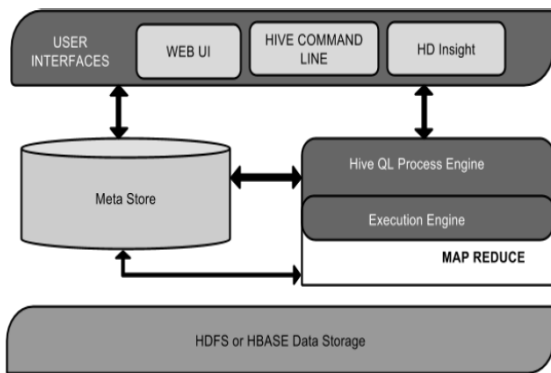 USER
INTERFACES
WEB UI
HIVE COMMAND
LINE
HD Insight
Meta Store
Hive QL Process Engine
Execution Engine
MAP REDUCE
HDFS or HBASE Data Storage